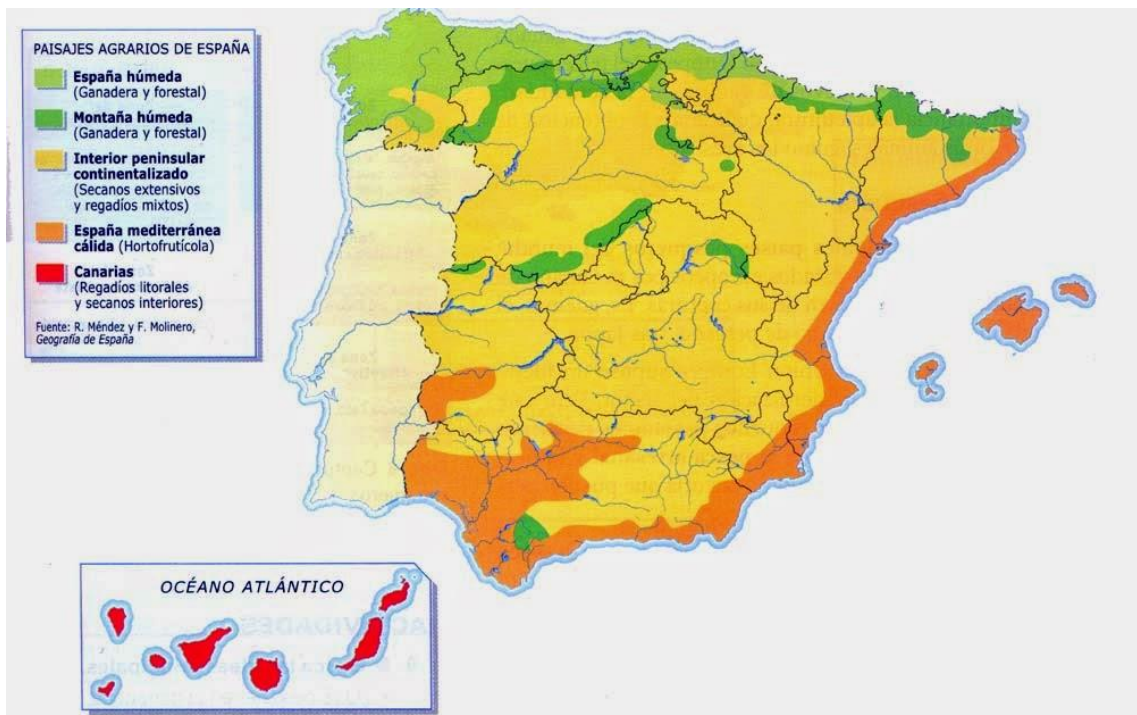 PAISAJES AGRARIOS DE ESPAÑA
España húmeda
(Ganadera y forestal)
Montaña húmeda
(Ganadera y forestal)
Interior peninsular
continentalizado
(Secanos extensivos
y regadíos mixtos)
España mediterránea
cálida (Hortofrutícola)
Canarias
(Regadíos litorales
y secanos interiores)
Fuente: R. Méndez y F. Molinero,
Geografía de España
OCÉANO ATLÁNTICO